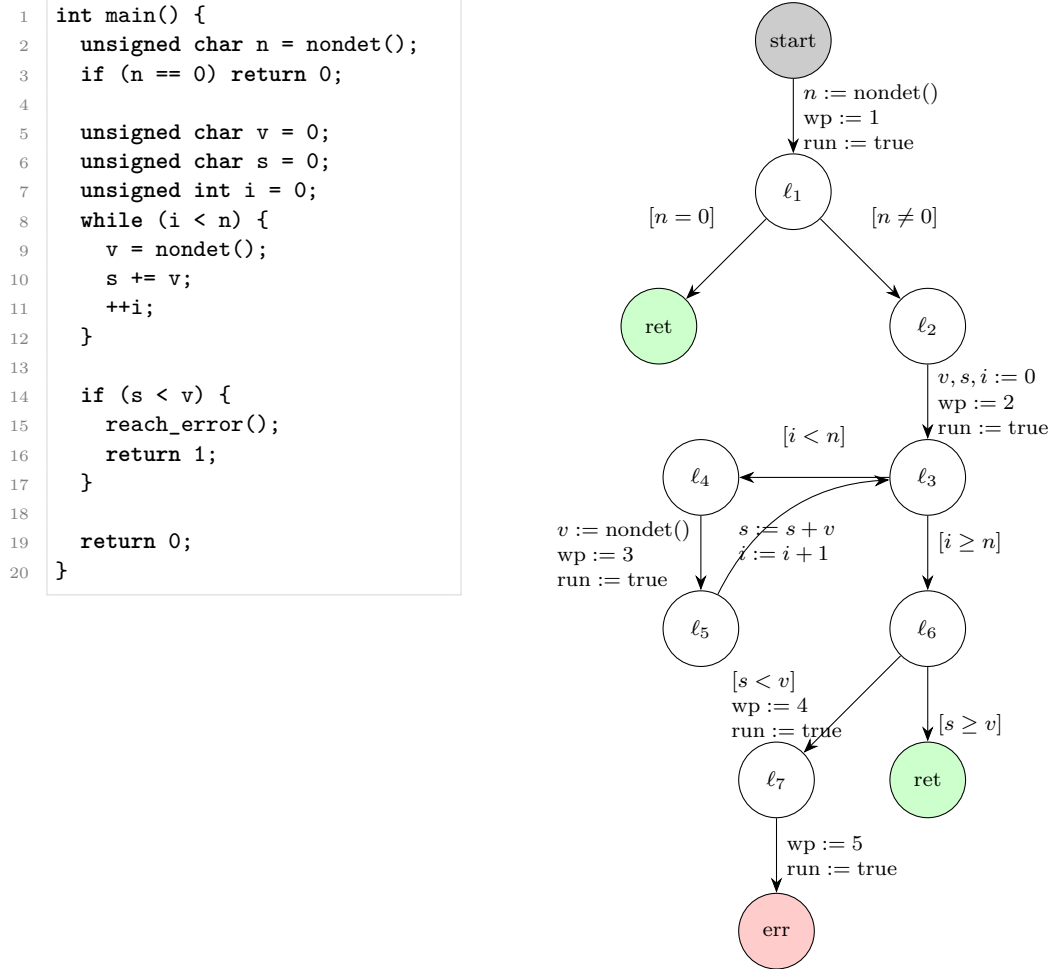 1 int main() {
2 unsigned char n = nondet();
3 if (n == 0) return 0;
4
5 unsigned char v = 0;
6 unsigned char s = 0;
7 unsigned int i = 0;
8 while (i < n) {
9 v = nondet();
10 s += v;
11 ++i;
12 }
13
14 if (s < v) {
15 reach_error();
16 return 1;
17 }
18
19 return 0;
20 }
start
n := nondet()
wp := 1
run := true
ℓ₁
[n = 0]
[n ≠ 0]
ret
ℓ₂
v, s, i := 0
wp := 2
run := true
[i < n]
ℓ₄
ℓ₃
v := nondet()
wp := 3
run := true
s := s + v
i := i + 1
[i ≥ n]
ℓ₅
ℓ₆
[s < v]
wp := 4
run := true
[s ≥ v]
ℓ₇
ret
wp := 5
run := true
err